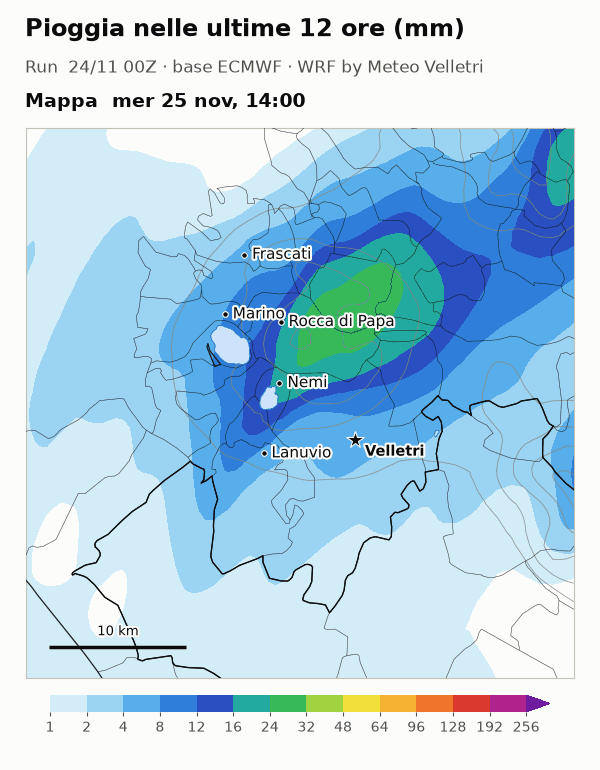 Pioggia nelle ultime 12 ore (mm)
Run  24/11 00Z · base ECMWF · WRF by Meteo Velletri
Mappa  mer 25 nov, 14:00
Frascati
Marino
Rocca di Papa
Nemi
Velletri
Lanuvio
10 km
1 2 4 8 12 16 24 32 48 64 96 128 192 256